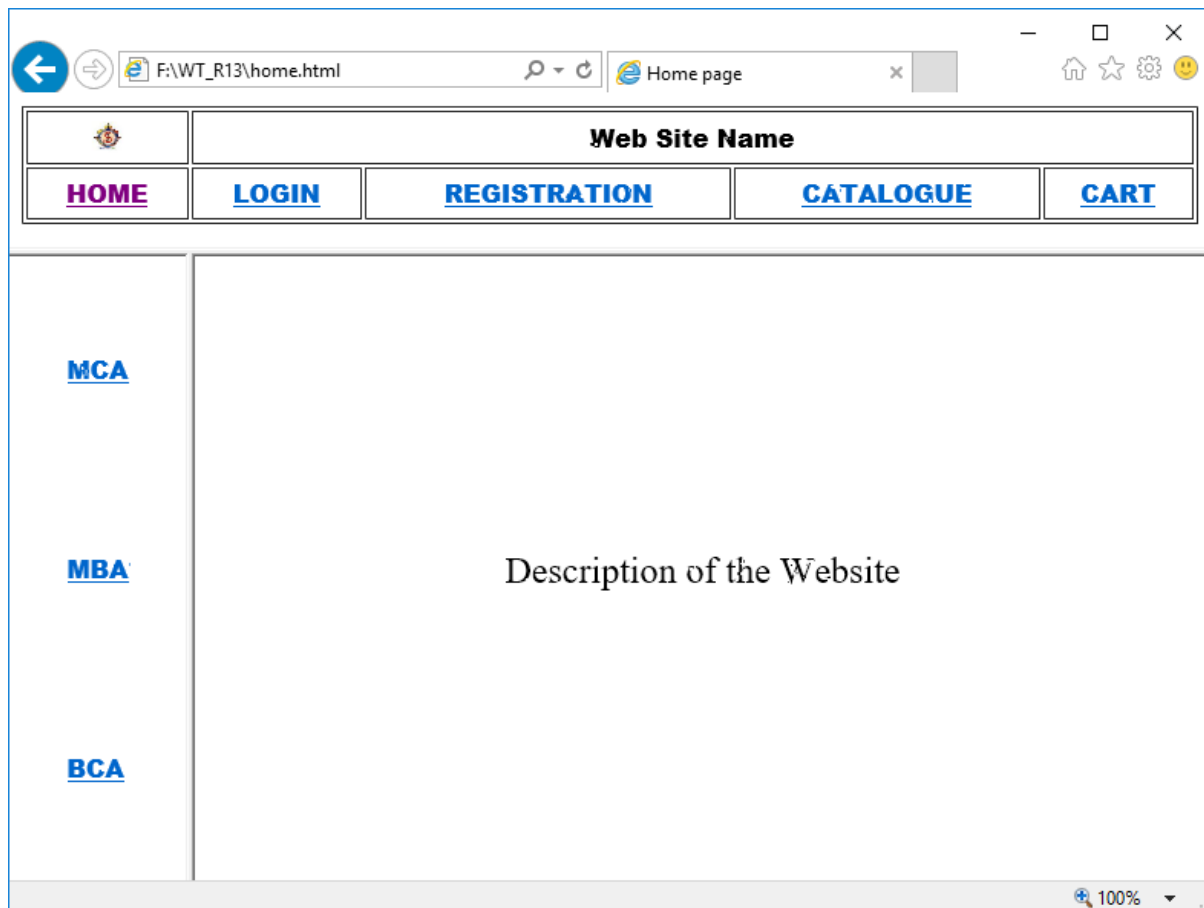 F:\WT_R13\home.html
Home page
Web Site Name
HOME LOGIN REGISTRATION CATALOGUE CART
MCA
MBA
Description of the Website
BCA
100%